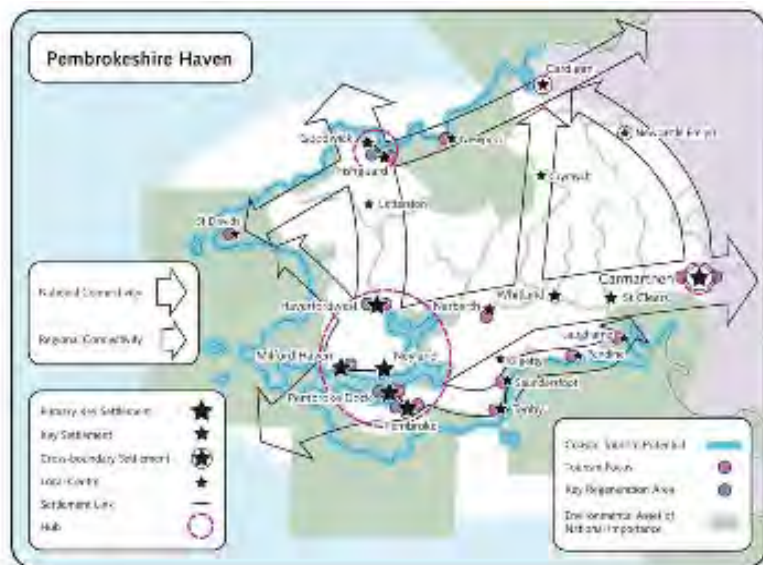 Pembrokeshire Haven
Cardigan
Newcastle Emlyn
Goodwick
Newport
Fishguard
Crymych
Letterston
St Davids
Carmarthen
National Connectivity
Haverfordwest
Narberth
Whitland
St Clears
Regional Connectivity
Laugharne
Milford Haven
Neyland
Kilgetty
Pendine
Saundersfoot
Pembroke Dock
Tenby
Pembroke
Primary Key Settlement
Key Settlement
Cross-boundary Settlement
Local Centre
Settlement Link
Hub
Coastal Tourism Potential
Tourism Focus
Key Regeneration Area
Environmental Asset of
National Importance